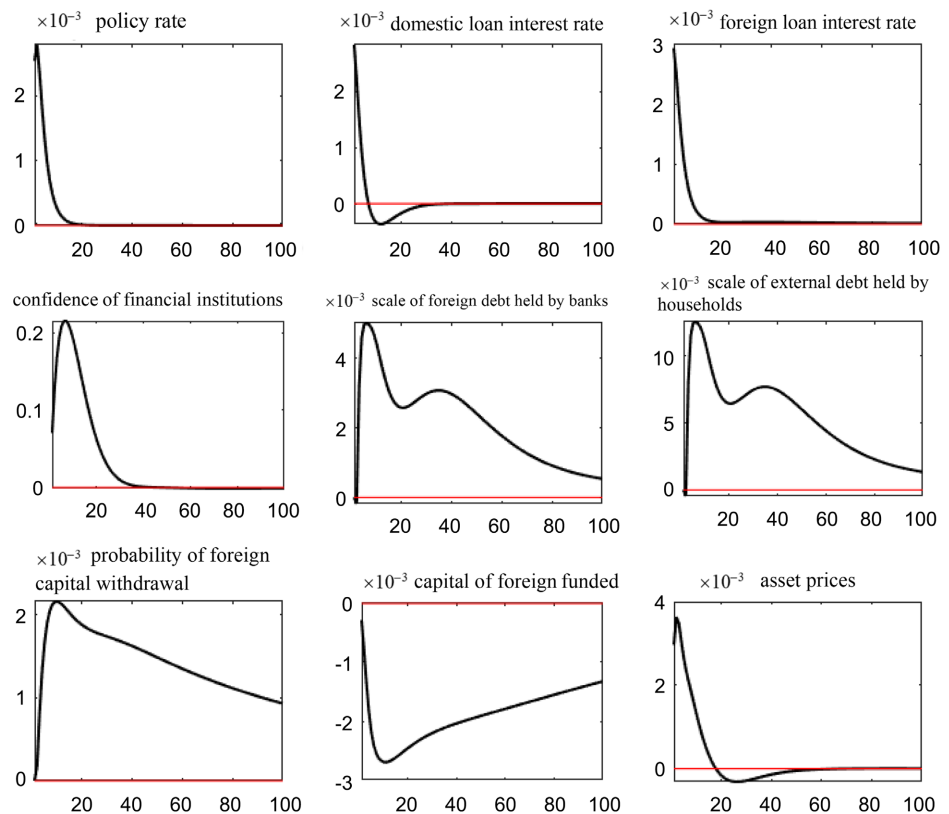 ×10⁻³ policy rate
2
1
0
20 40 60 80 100
×10⁻³ domestic loan interest rate
2
1
0
20 40 60 80 100
×10⁻³ foreign loan interest rate
3
2
1
0
20 40 60 80 100
confidence of financial institutions
0.2
0.1
0
20 40 60 80 100
×10⁻³ scale of foreign debt held by banks
4
2
0
20 40 60 80 100
×10⁻³ scale of external debt held by
households
10
5
0
20 40 60 80 100
×10⁻³ probability of foreign
capital withdrawal
2
1
0
20 40 60 80 100
×10⁻³ capital of foreign funded
0
-1
-2
-3
20 40 60 80 100
×10⁻³ asset prices
4
2
0
20 40 60 80 100